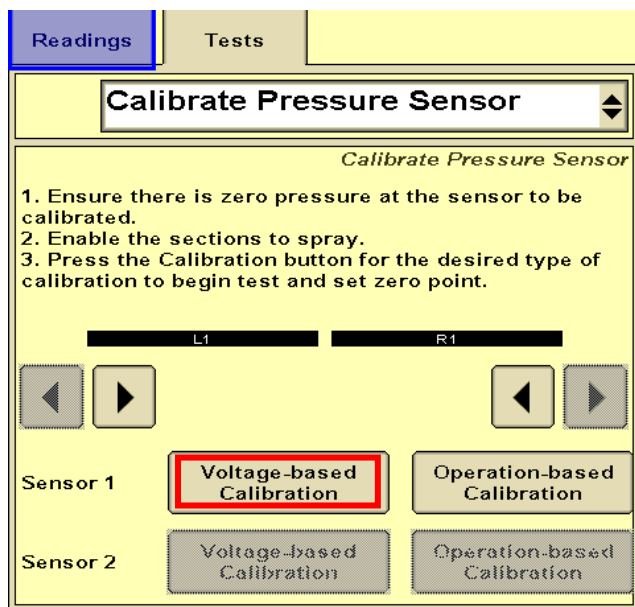 Readings Tests
Calibrate Pressure Sensor
Calibrate Pressure Sensor
1. Ensure there is zero pressure at the sensor to be
calibrated.
2. Enable the sections to spray.
3. Press the Calibration button for the desired type of
calibration to begin test and set zero point.
L1 R1
Sensor 1
Voltage-based
Calibration
Operation-based
Calibration
Sensor 2
Voltage-based
Calibration
Operation-based
Calibration